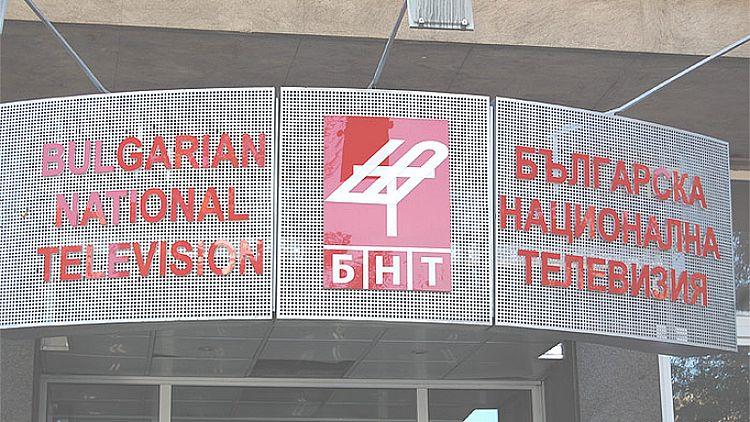 BULGARIAN
NATIONAL
TELEVISION
БНТ
БЪЛГАРСКА
НАЦИОНАЛНА
ТЕЛЕВИЗИЯ